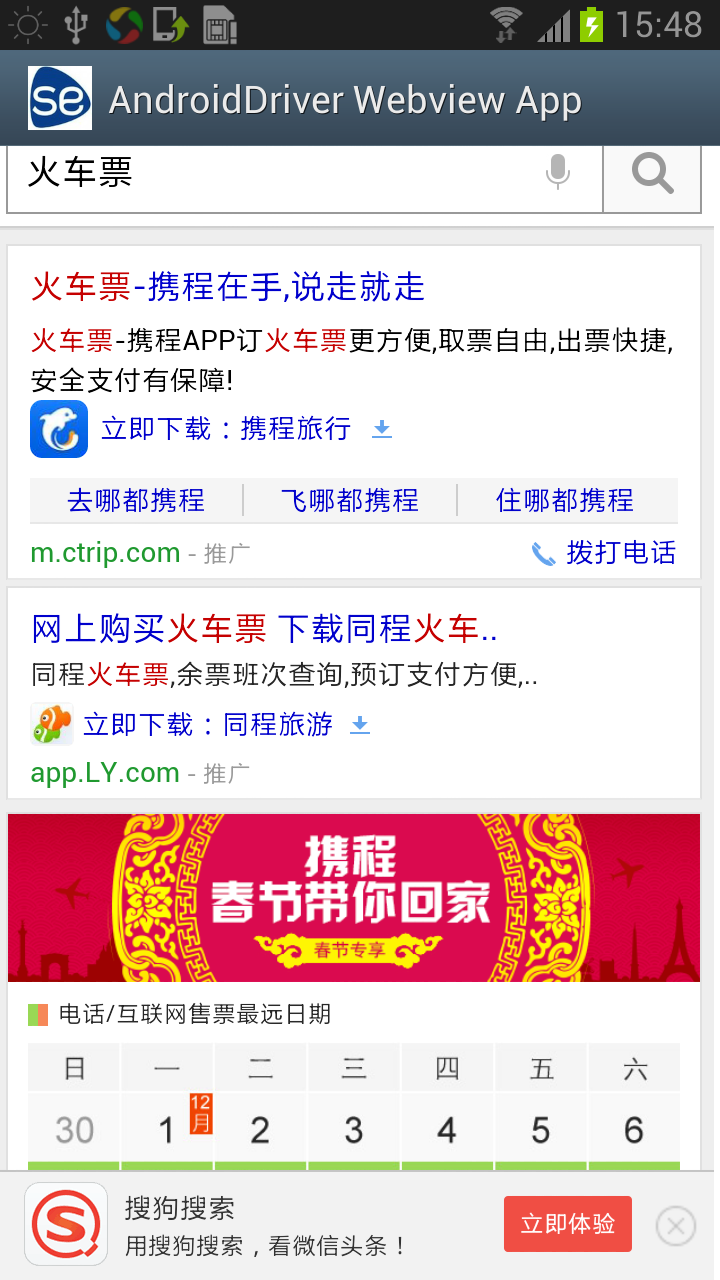 15:48
se AndroidDriver Webview App
火车票
火车票-携程在手,说走就走
火车票-携程APP订火车票更方便,取票自由,出票快捷,
安全支付有保障!
立即下载：携程旅行
去哪都携程 飞哪都携程 住哪都携程
m.ctrip.com - 推广 拨打电话
网上购买火车票 下载同程火车..
同程火车票,余票班次查询,预订支付方便,..
立即下载：同程旅游
app.LY.com - 推广
携程
春节带你回家
春节专享
电话/互联网售票最远日期
日 一 二 三 四 五 六
30 1 12月 2 3 4 5 6
搜狗搜索
用搜狗搜索，看微信头条！
立即体验